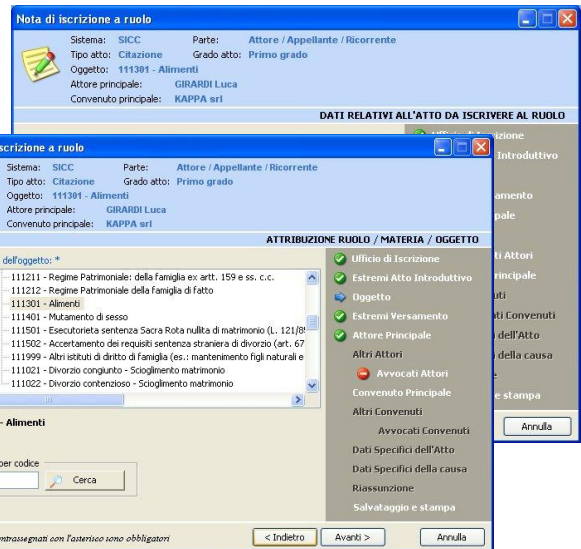 Nota di iscrizione a ruolo
Sistema: SICC Parte: Attore / Appellante / Ricorrente
Tipo atto: Citazione Grado atto: Primo grado
Oggetto: 111301 - Alimenti
Attore principale: GIRARDI Luca
Convenuto principale: KAPPA srl
DATI RELATIVI ALL'ATTO DA ISCRIVERE AL RUOLO
Introduttivo
Annulla
scrizione a ruolo
Sistema: SICC Parte: Attore / Appellante / Ricorrente
Tipo atto: Citazione Grado atto: Primo grado
Oggetto: 111301 - Alimenti
Attore principale: GIRARDI Luca
Convenuto principale: KAPPA srl
ATTRIBUZIONE RUOLO / MATERIA / OGGETTO
dell'oggetto: *
111211 - Regime Patrimoniale: della famiglia ex artt. 159 e ss. c.c.
111212 - Regime Patrimoniale della famiglia di fatto
111301 - Alimenti
111401 - Mutamento di sesso
111501 - Esecutorieta sentenza Sacra Rota nullita di matrimonio (L. 121/8
111502 - Accertamento dei requisiti sentenza straniera di divorzio (art. 67
111999 - Altri istituti di diritto di famiglia (es.: mantenimento figli naturali e
111021 - Divorzio congiunto - Scioglimento matrimonio
111022 - Divorzio contenzioso - Scioglimento matrimonio
- Alimenti
per codice
Cerca
ntrassegnati con l'asterisco sono obbligatori
< Indietro
Avanti >
Annulla
Ufficio di Iscrizione
Estremi Atto Introduttivo
Oggetto
Estremi Versamento
Attore Principale
Altri Attori
Avvocati Attori
Convenuto Principale
Altri Convenuti
Avvocati Convenuti
Dati Specifici dell'Atto
Dati Specifici della causa
Riassunzione
Salvataggio e stampa